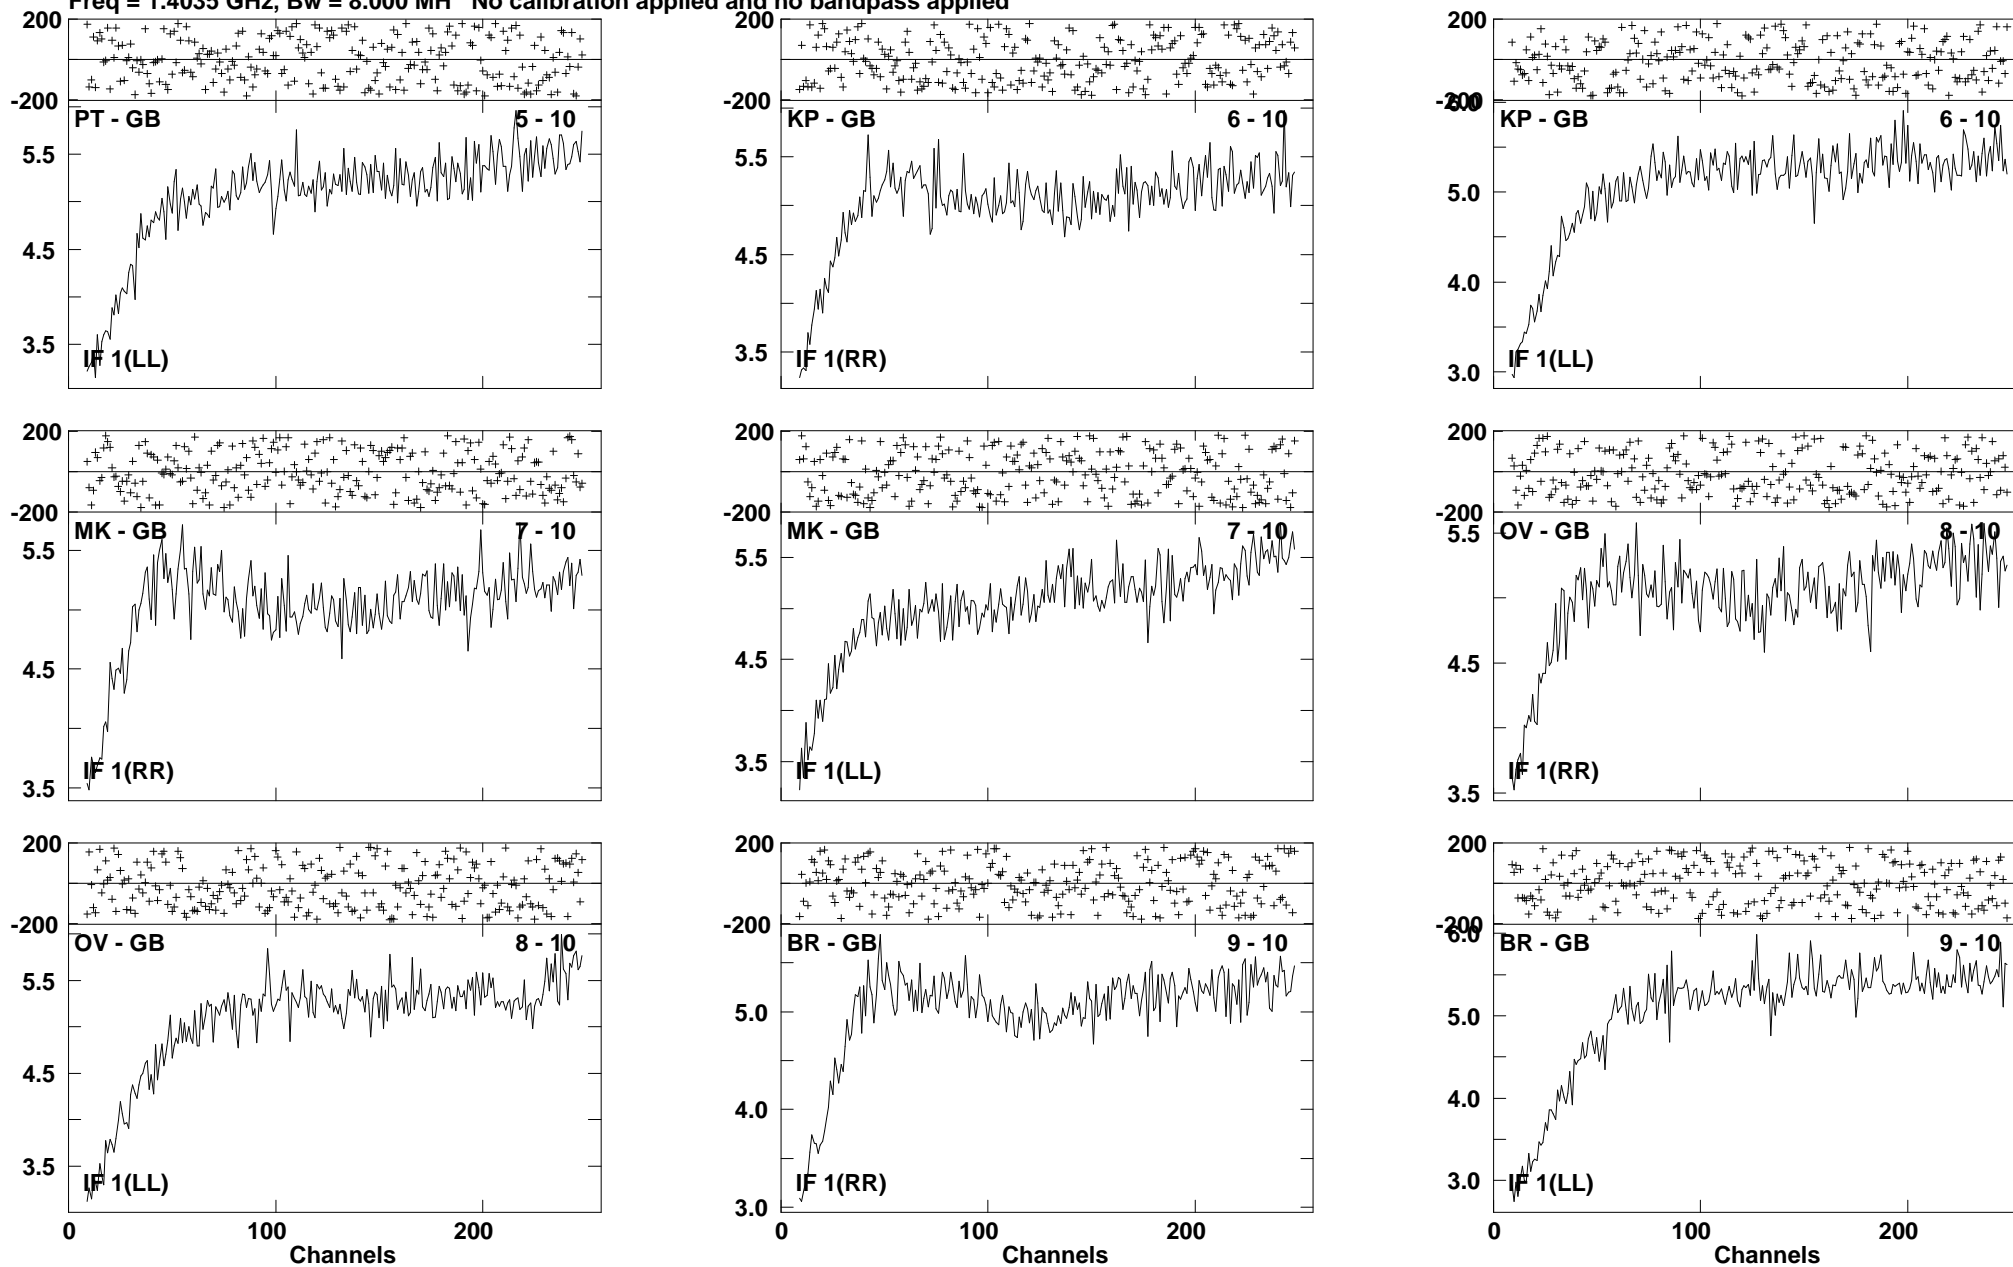 Freq = 1.4035 GHz, Bw = 8.000 MH No calibration applied and no bandpass applied
200
-200
PT - GB 5 - 10
5.5
4.5
3.5
IF 1(LL)
200
-200
KP - GB 6 - 10
5.5
4.5
3.5
IF 1(RR)
200
-200
6.0
KP - GB 6 - 10
5.0
4.0
3.0
IF 1(LL)
200
-200
MK - GB 7 - 10
5.5
4.5
3.5
IF 1(RR)
200
-200
MK - GB 7 - 10
5.5
4.5
3.5
IF 1(LL)
200
-200
OV - GB 8 - 10
5.5
4.5
3.5
IF 1(RR)
200
-200
OV - GB 8 - 10
5.5
4.5
3.5
IF 1(LL)
0 100 200
Channels
200
-200
BR - GB 9 - 10
5.0
4.0
3.0
IF 1(RR)
0 100 200
Channels
200
-200
6.0
BR - GB 9 - 10
5.0
4.0
3.0
IF 1(LL)
0 100 200
Channels